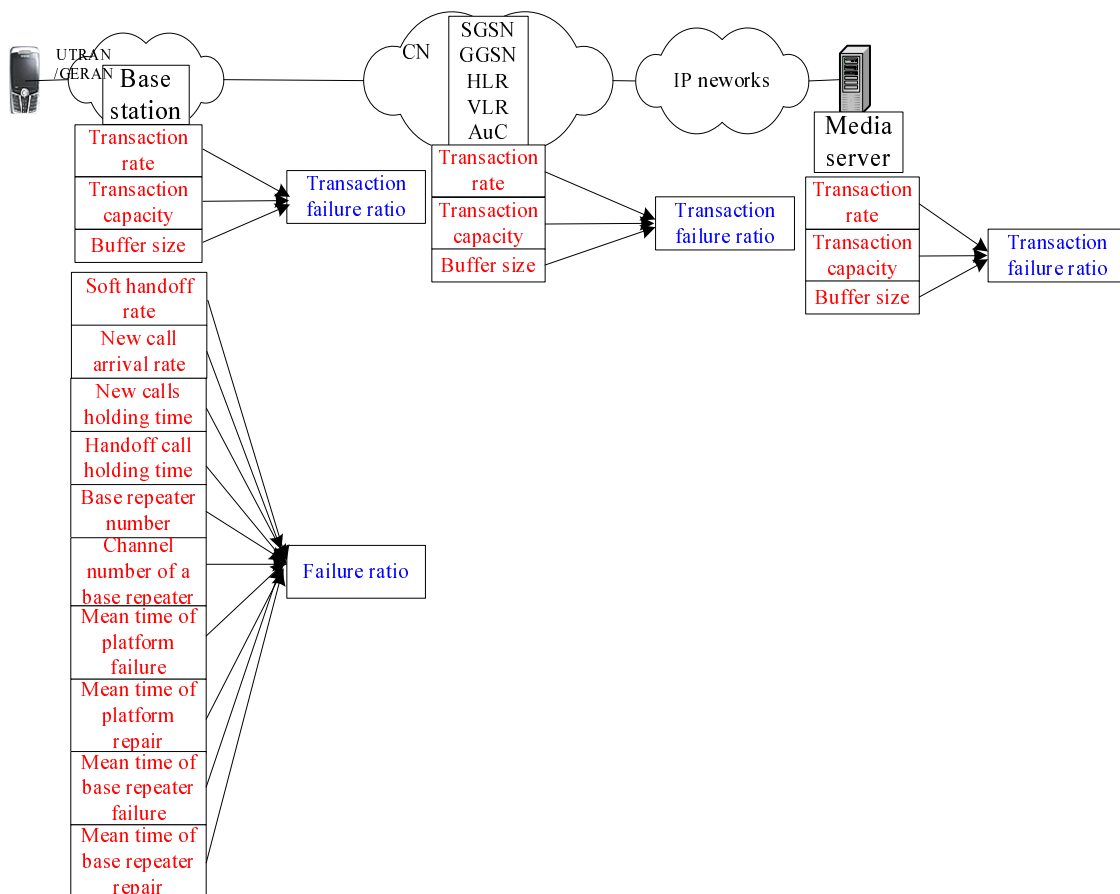 UTRAN
/GERAN
Base
station
CN
SGSN
GGSN
HLR
VLR
AuC
IP neworks
Media
server
Transaction
rate
Transaction
capacity
Buffer size
Transaction
failure ratio
Transaction
rate
Transaction
capacity
Buffer size
Transaction
failure ratio
Transaction
rate
Transaction
capacity
Buffer size
Transaction
failure ratio
Soft handoff
rate
New call
arrival rate
New calls
holding time
Handoff call
holding time
Base repeater
number
Channel
number of a
base repeater
Mean time of
platform
failure
Mean time of
platform
repair
Mean time of
base repeater
failure
Mean time of
base repeater
repair
Failure ratio